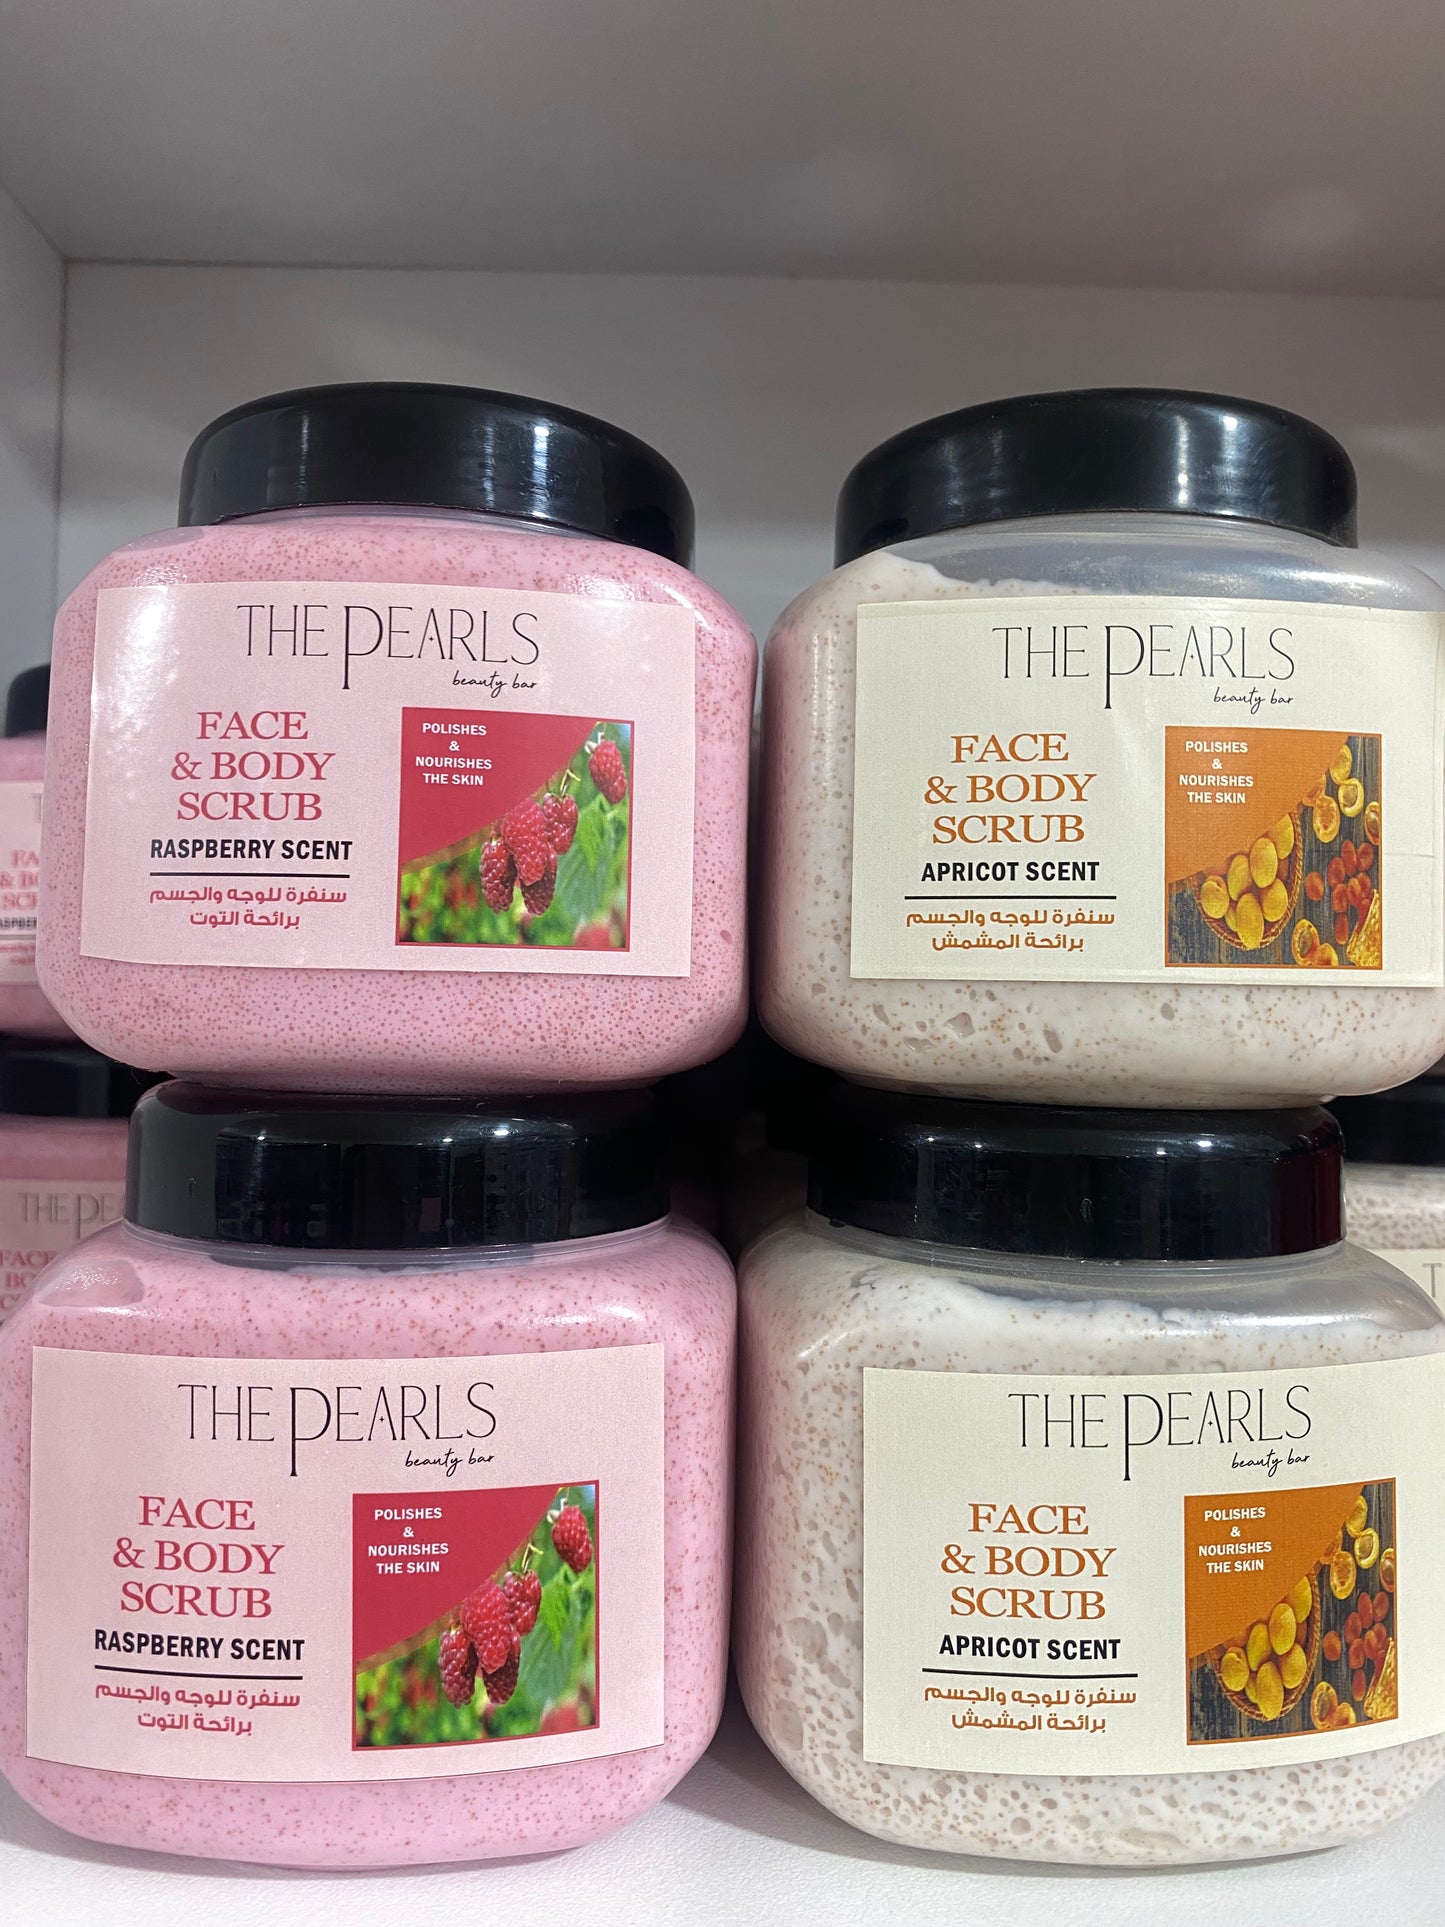 THE PEARLS
beauty bar
FACE
& BODY
SCRUB
RASPBERRY SCENT
سنفرة للوجه والجسم
برائحة التوت
POLISHES
&
NOURISHES
THE SKIN
THE PEARLS
beauty bar
FACE
& BODY
SCRUB
APRICOT SCENT
سنفرة للوجه والجسم
برائحة المشمش
POLISHES
&
NOURISHES
THE SKIN
THE PEARLS
beauty bar
FACE
& BODY
SCRUB
RASPBERRY SCENT
سنفرة للوجه والجسم
برائحة التوت
POLISHES
&
NOURISHES
THE SKIN
THE PEARLS
beauty bar
FACE
& BODY
SCRUB
APRICOT SCENT
سنفرة للوجه والجسم
برائحة المشمش
POLISHES
&
NOURISHES
THE SKIN